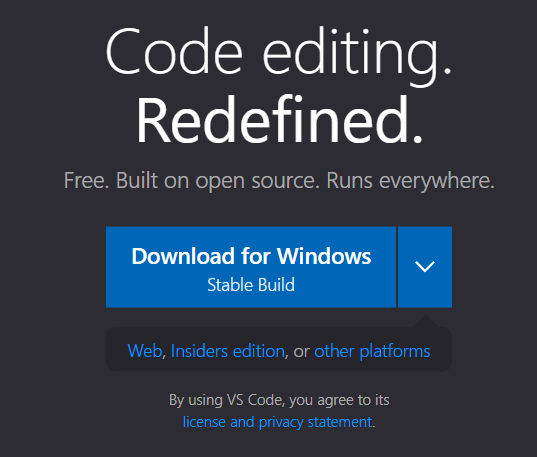 Code editing.
Redefined.
Free. Built on open source. Runs everywhere.
Download for Windows
Stable Build
Web, Insiders edition, or other platforms
By using VS Code, you agree to its
license and privacy statement.